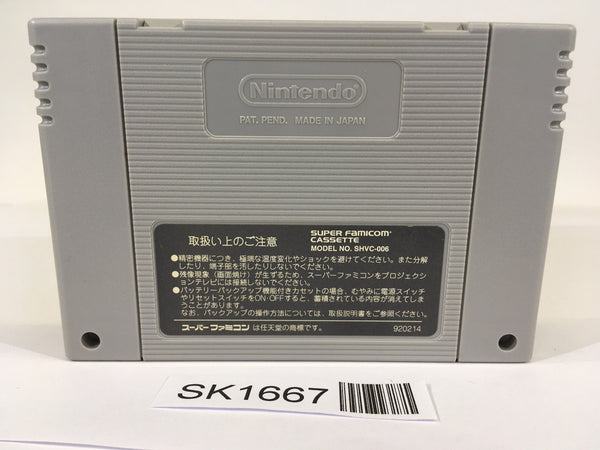 Nintendo
PAT. PEND. MADE IN JAPAN
取扱い上のご注意
SUPER FAMICOM
CASSETTE
MODEL NO. SHVC-006
●精密機器につき、極端な温度変化やショックを避けてください。また分解
したり、端子部を汚したりしないでください。
●残像現象(画面焼け)が生ずるため、スーパーファミコンをプロジェクショ
ンテレビには接続しないでください。
●バッテリーバックアップ機能付きカセットの場合、むやみに電源スイッチ
やリセットスイッチをON・OFFすると、蓄積されている内容が消えてしま
うことがあります。
なお、バックアップの操作方法については、取扱説明書をご参照ください。
スーパーファミコン は任天堂の商標です。
920214
SK1667